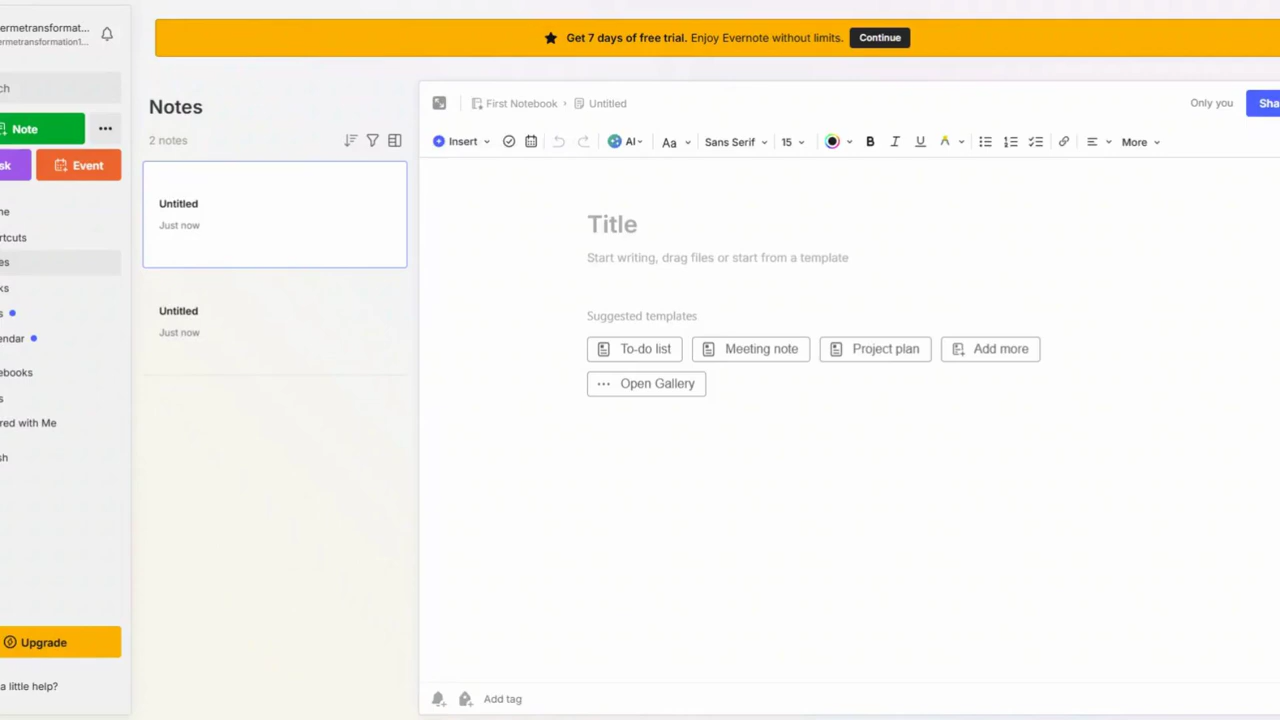 ermetransformat...
ermetransformation1...
ch
Note
sk
Event
me
rtcuts
es
ks
s
endar
ebooks
s
red with Me
sh
Upgrade
a little help?
Get 7 days of free trial. Enjoy Evernote without limits.
Continue
Notes
2 notes
Untitled
Just now
Untitled
Just now
First Notebook › Untitled
Only you
Sha
Insert
AI
Aa
Sans Serif
15
B I U A
More
Title
Start writing, drag files or start from a template
Suggested templates
To-do list
Meeting note
Project plan
Add more
Open Gallery
Add tag